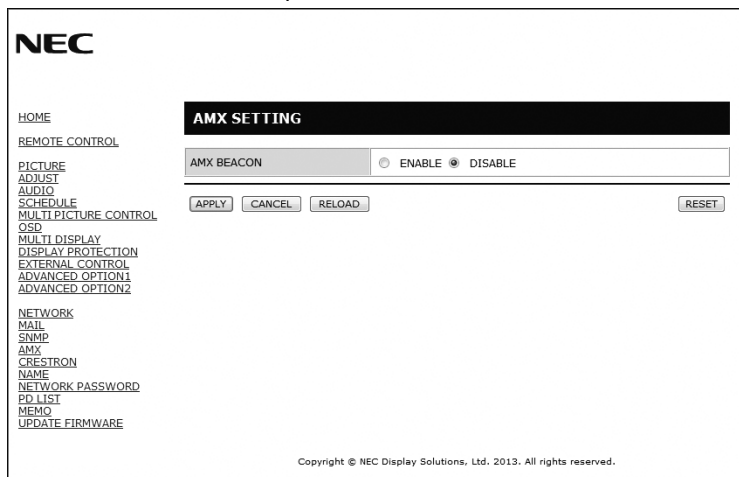 NEC
HOME
REMOTE CONTROL
PICTURE
ADJUST
AUDIO
SCHEDULE
MULTI PICTURE CONTROL
OSD
MULTI DISPLAY
DISPLAY PROTECTION
EXTERNAL CONTROL
ADVANCED OPTION1
ADVANCED OPTION2
NETWORK
MAIL
SNMP
AMX
CRESTRON
NAME
NETWORK PASSWORD
PD LIST
MEMO
UPDATE FIRMWARE
AMX SETTING
AMX BEACON ENABLE DISABLE
APPLY CANCEL RELOAD RESET
Copyright © NEC Display Solutions, Ltd. 2013. All rights reserved.